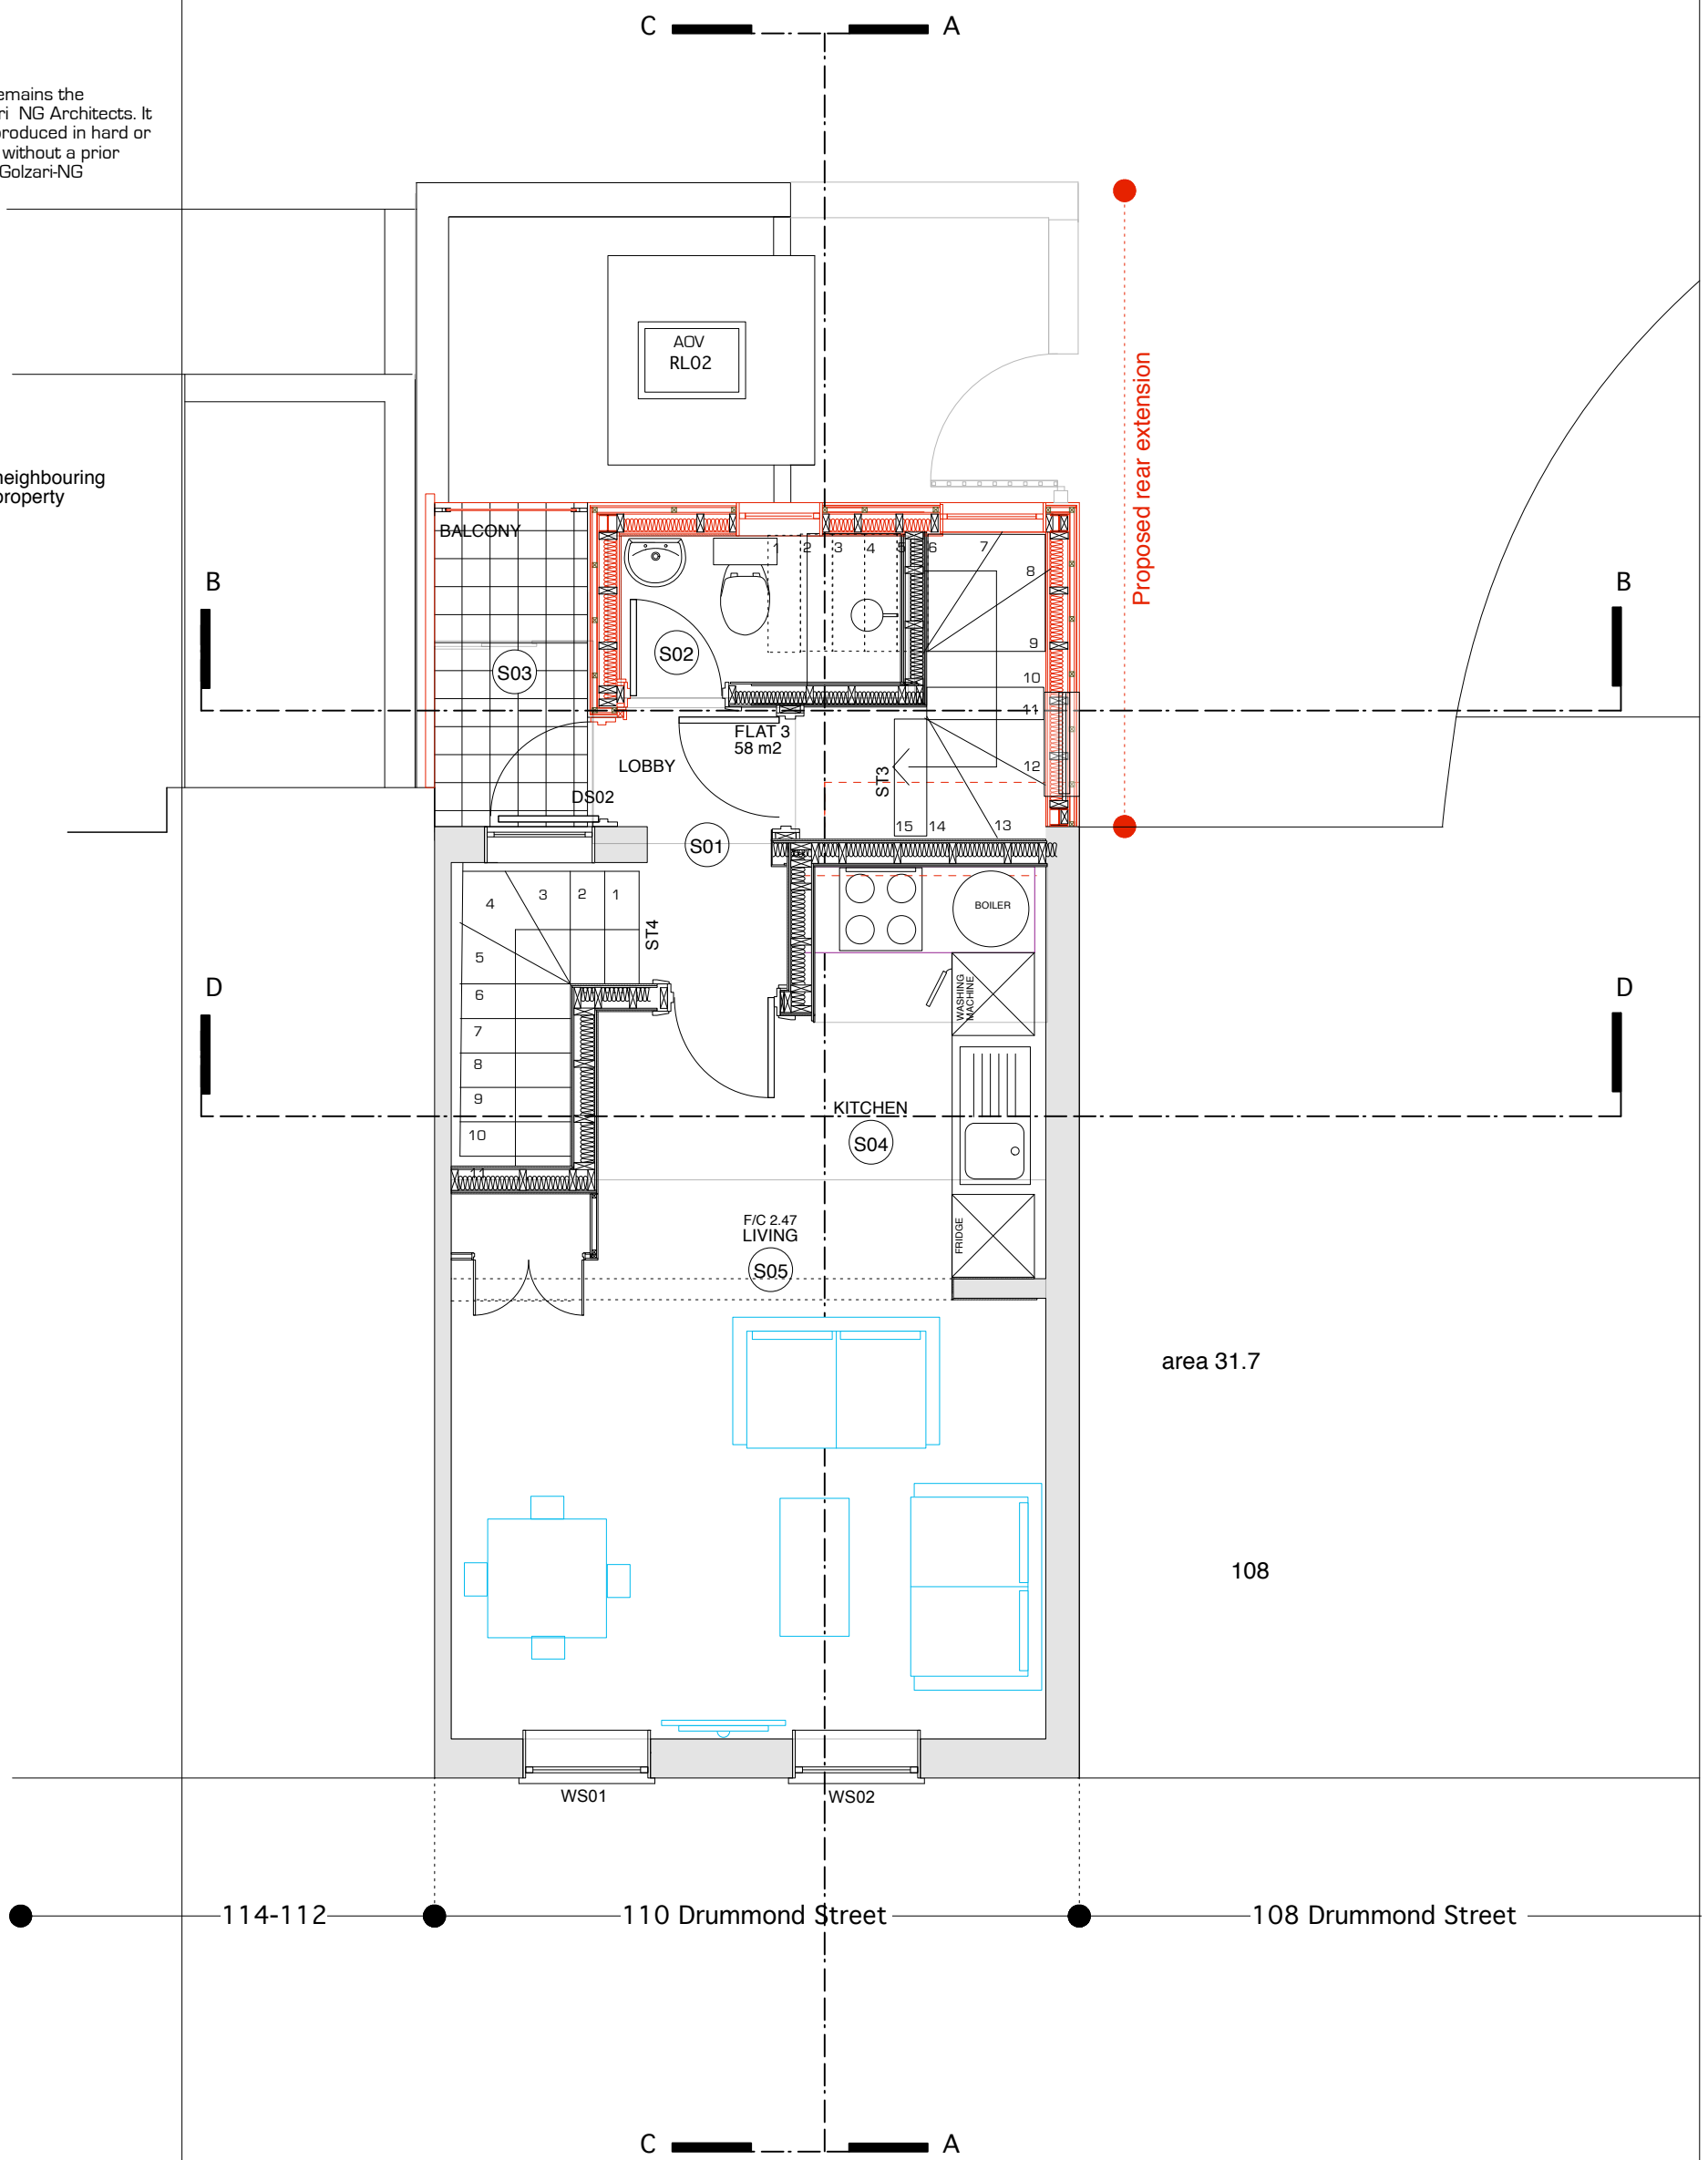 C
A
emains the
ri NG Architects. It
produced in hard or
without a prior
Golzari-NG
AOV
RL02
Proposed rear extension
neighbouring
property
BALCONY
1 2 3 4 5 6 7
8
9
10
11
12
13
14
15
B
B
S03
S02
FLAT 3
58 m2
LOBBY
ST3
DS02
S01
1
2
3
4
5
6
7
8
9
10
11
ST4
BOILER
WASHING
MACHINE
D
D
KITCHEN
S04
F/C 2.47
LIVING
S05
FRIDGE
area 31.7
108
WS01
WS02
114-112
110 Drummond Street
108 Drummond Street
C
A